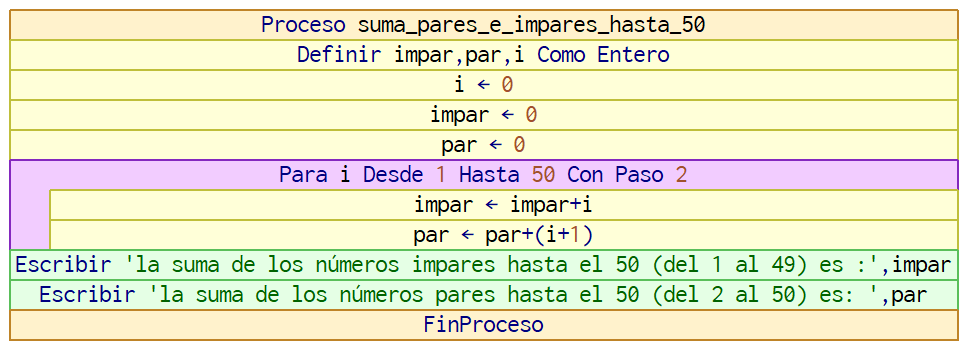 Proceso suma_pares_e_impares_hasta_50
Definir impar,par,i Como Entero
i ← 0
impar ← 0
par ← 0
Para i Desde 1 Hasta 50 Con Paso 2
impar ← impar+i
par ← par+(i+1)
Escribir 'la suma de los números impares hasta el 50 (del 1 al 49) es :',impar
Escribir 'la suma de los números pares hasta el 50 (del 2 al 50) es: ',par
FinProceso